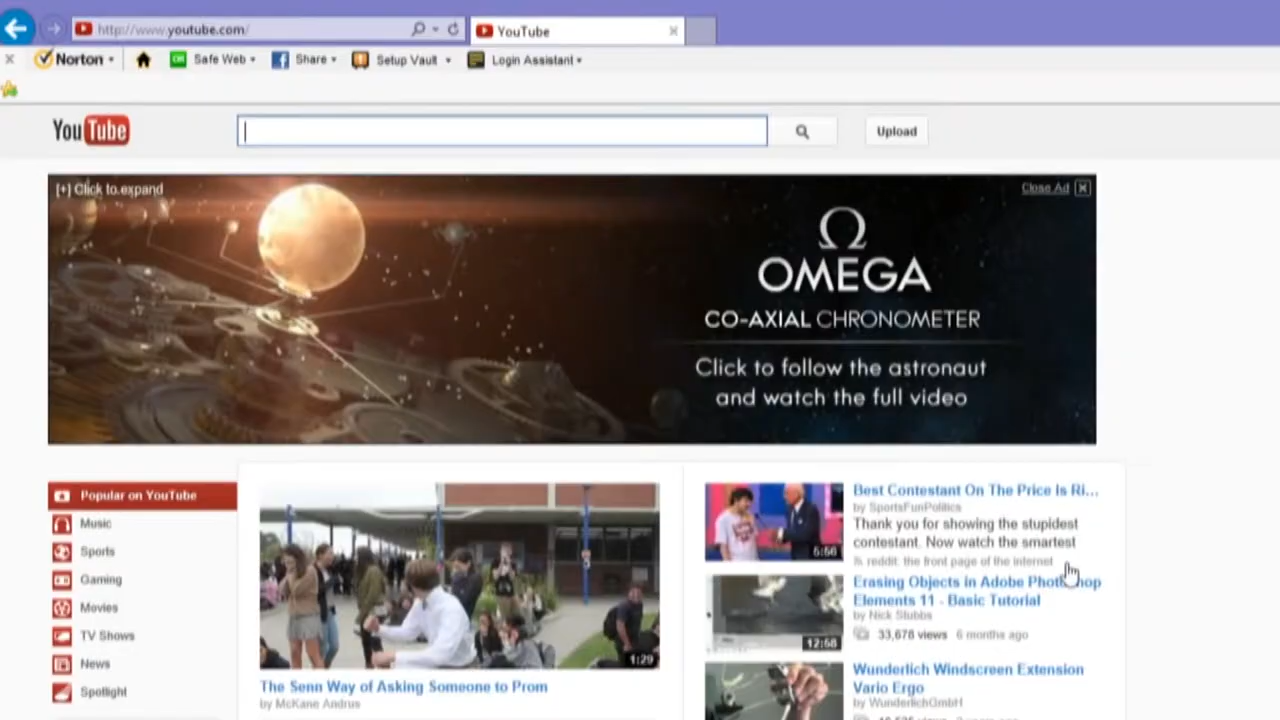 http://www.youtube.com/
YouTube
Norton
Safe Web
Share
Setup Vault
Login Assistant
YouTube
Upload
[+] Click to expand
Close Ad
Ω
OMEGA
CO-AXIAL CHRONOMETER
Click to follow the astronaut
and watch the full video
Popular on YouTube
Music
Sports
Gaming
Movies
TV Shows
News
Spotlight
1:29
The Senn Way of Asking Someone to Prom
by McKane Andrus
5:56
Best Contestant On The Price Is Ri...
by SportsFunPolitics
Thank you for showing the stupidest
contestant. Now watch the smartest
reddit: the front page of the internet
12:58
Erasing Objects in Adobe Photoshop
Elements 11 - Basic Tutorial
by Nick Stubbs
33,678 views 6 months ago
Wunderlich Windscreen Extension
Vario Ergo
by WunderlichGmbH